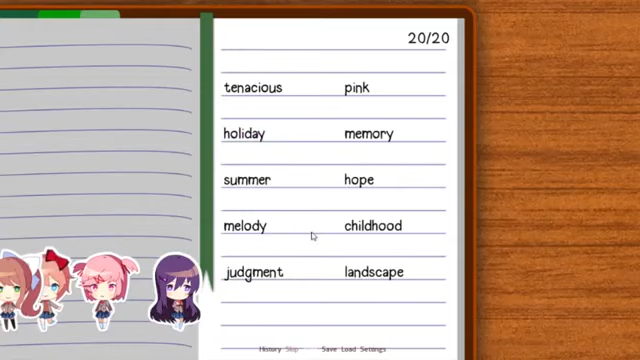 20/20
tenacious pink
holiday memory
summer hope
melody childhood
judgment landscape
History Skip Save Load Settings